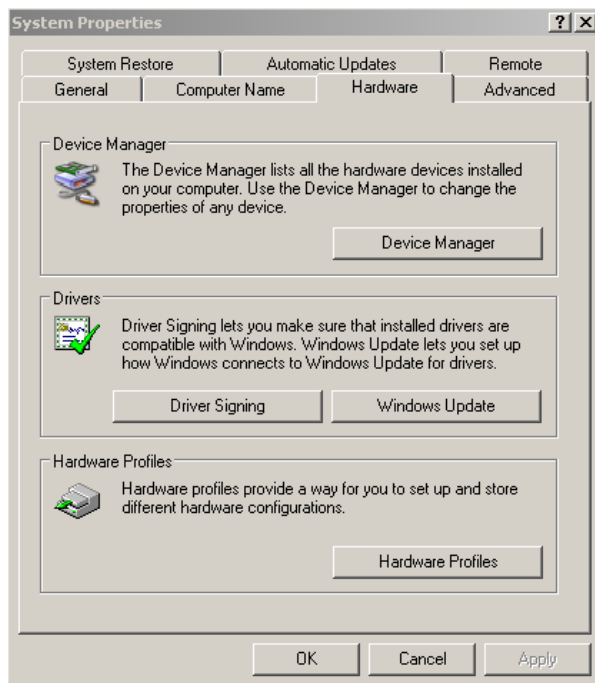 System Properties
System Restore Automatic Updates Remote
General Computer Name Hardware Advanced
Device Manager
The Device Manager lists all the hardware devices installed
on your computer. Use the Device Manager to change the
properties of any device.
Device Manager
Drivers
Driver Signing lets you make sure that installed drivers are
compatible with Windows. Windows Update lets you set up
how Windows connects to Windows Update for drivers.
Driver Signing Windows Update
Hardware Profiles
Hardware profiles provide a way for you to set up and store
different hardware configurations.
Hardware Profiles
OK Cancel Apply